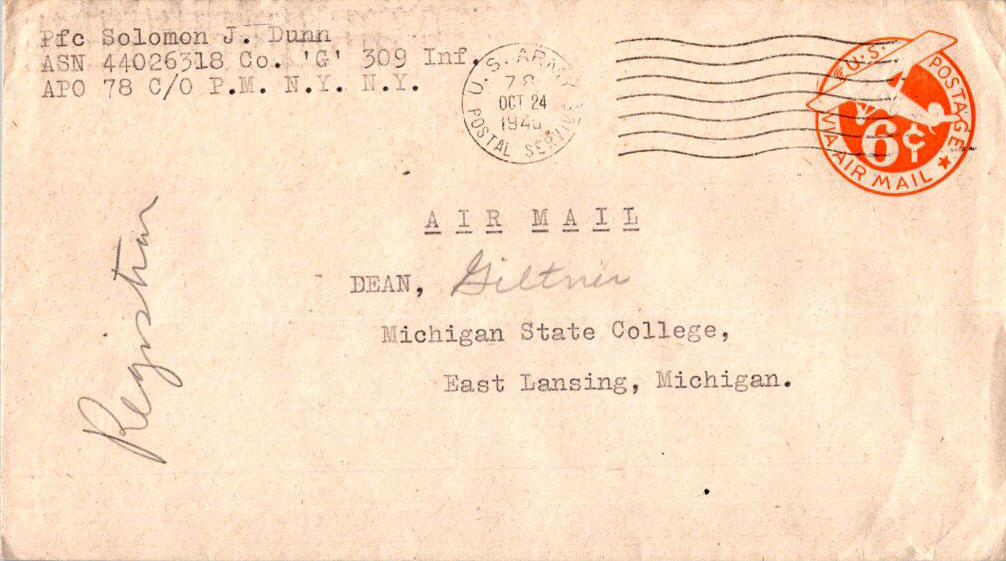 Pfc Solomon J. Dunn
ASN 44026318 Co. 'G' 309 Inf.
APO 78 C/O P.M. N.Y. N.Y.
U.S. ARMY
78
OCT 24
POSTAL SERVICE
U.S. POSTAGE
6¢
VIA AIR MAIL
AIR MAIL
DEAN, Giltner
Michigan State College,
East Lansing, Michigan.
Registrar